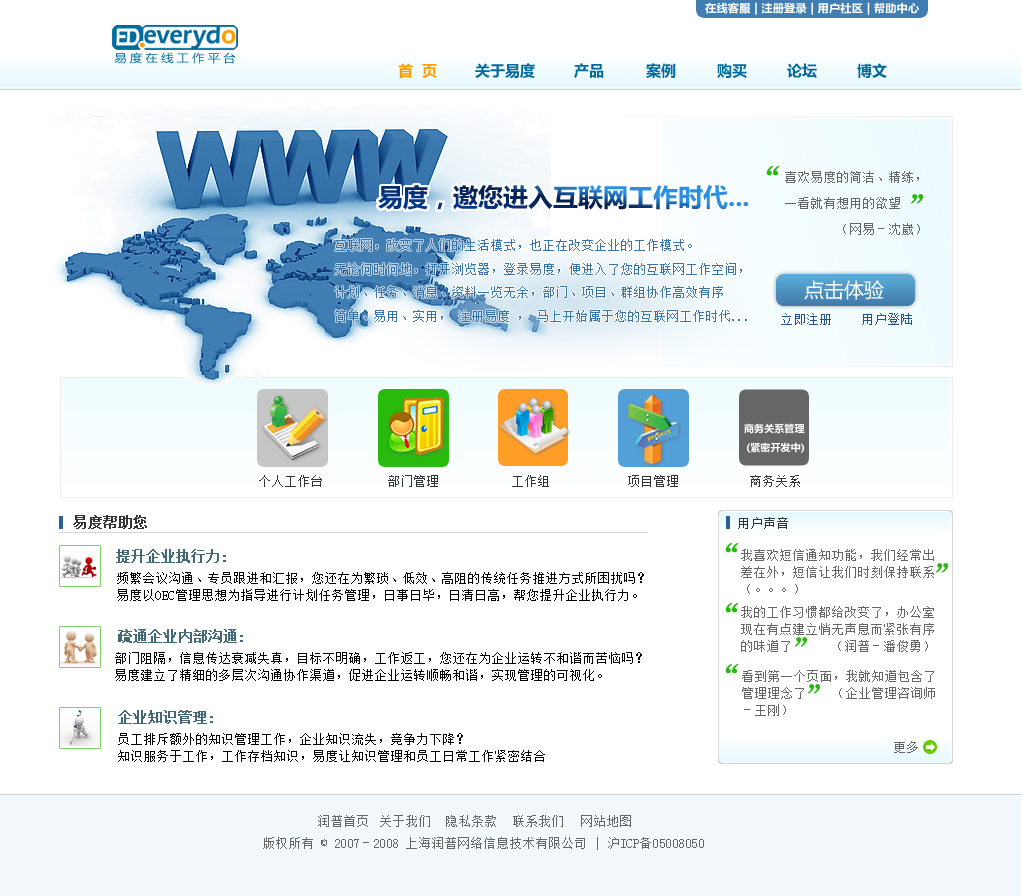 在线客服 | 注册登录 | 用户社区 | 帮助中心
EDeverydo
易度在线工作平台
首 页 关于易度 产品 案例 购买 论坛 博文
WWW
易度，邀您进入互联网工作时代...
互联网，改变了人们的生活模式，也正在改变企业的工作模式。
无论何时何地，打开浏览器，登录易度，便进入了您的互联网工作空间，
计划、任务、消息、资料一览无余，部门、项目、群组协作高效有序
简单、易用、实用， 注册易度 ， 马上开始属于您的互联网工作时代...
“ 喜欢易度的简洁、精练，
一看就有想用的欲望 ”
（网易－沈崴）
点击体验
立即注册 用户登陆
project
商务关系管理
(紧密开发中)
个人工作台 部门管理 工作组 项目管理 商务关系
易度帮助您
提升企业执行力：
频繁会议沟通、专员跟进和汇报，您还在为繁琐、低效、高阻的传统任务推进方式所困扰吗？
易度以OEC管理思想为指导进行计划任务管理，日事日毕，日清日高，帮您提升企业执行力。
疏通企业内部沟通：
部门阻隔，信息传达衰减失真，目标不明确，工作返工，您还在为企业运转不和谐而苦恼吗？
易度建立了精细的多层次沟通协作渠道，促进企业运转顺畅和谐，实现管理的可视化。
企业知识管理：
员工排斥额外的知识管理工作，企业知识流失，竟争力下降？
知识服务于工作，工作存档知识，易度让知识管理和员工日常工作紧密结合
用户声音
“ 我喜欢短信通知功能，我们经常出
差在外，短信让我们时刻保持联系 ”
（。。。）
“ 我的工作习惯都给改变了，办公室
现在有点建立悄无声息而紧张有序
的味道了 ” （润普－潘俊勇）
“ 看到第一个页面，我就知道包含了
管理理念了 ” （企业管理咨询师
－王刚）
更多
润普首页 关于我们 隐私条款 联系我们 网站地图
版权所有 © 2007－2008 上海润普网络信息技术有限公司 | 沪ICP备05008050